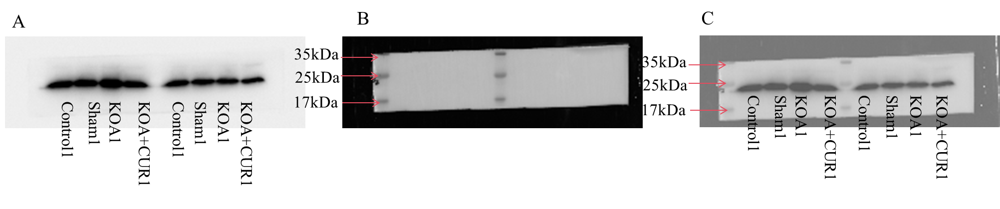 A
B
C
35kDa
25kDa
17kDa
35kDa
25kDa
17kDa
Control1
Sham1
KOA1
KOA+CUR1
Control1
Sham1
KOA1
KOA+CUR1
Control1
Sham1
KOA1
KOA+CUR1
Control1
Sham1
KOA1
KOA+CUR1